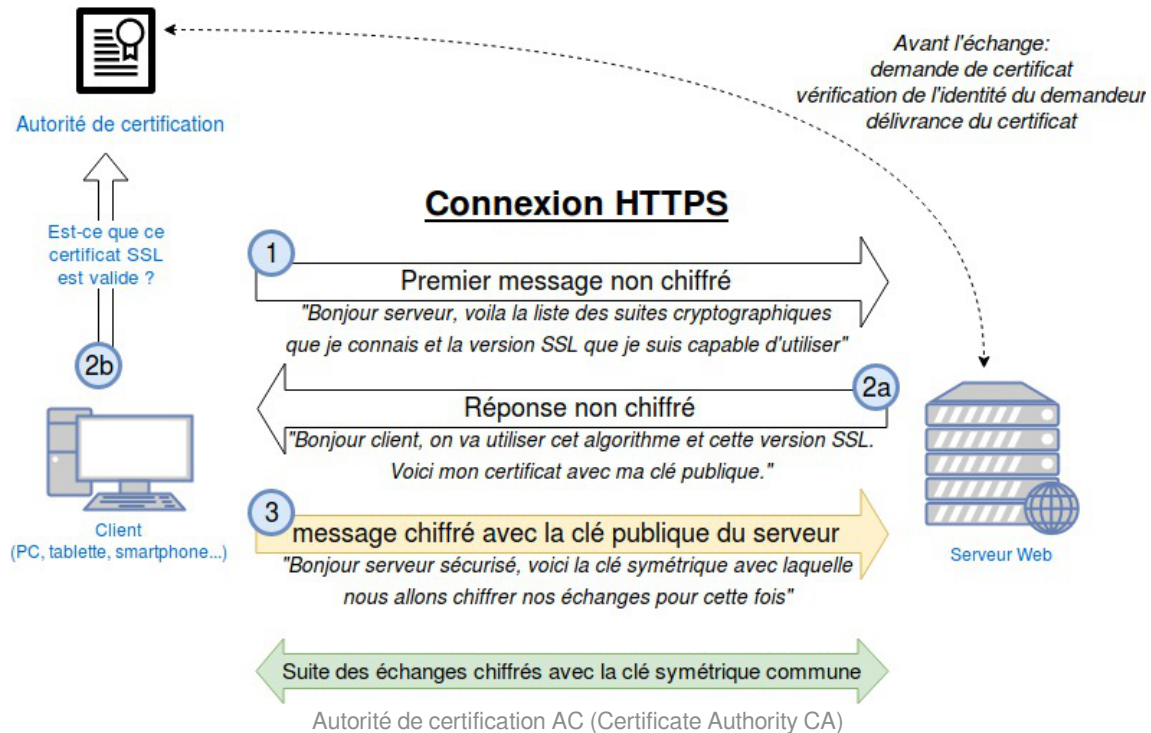 Autorité de certification
Avant l'échange:
demande de certificat
vérification de l'identité du demandeur
délivrance du certificat
Connexion HTTPS
Est-ce que ce
certificat SSL
est valide ?
1
Premier message non chiffré
"Bonjour serveur, voila la liste des suites cryptographiques
que je connais et la version SSL que je suis capable d'utiliser"
2b
2a
Réponse non chiffré
"Bonjour client, on va utiliser cet algorithme et cette version SSL.
Voici mon certificat avec ma clé publique."
Client
(PC, tablette, smartphone...)
3
message chiffré avec la clé publique du serveur
"Bonjour serveur sécurisé, voici la clé symétrique avec laquelle
nous allons chiffrer nos échanges pour cette fois"
Serveur Web
Suite des échanges chiffrés avec la clé symétrique commune
Autorité de certification AC (Certificate Authority CA)